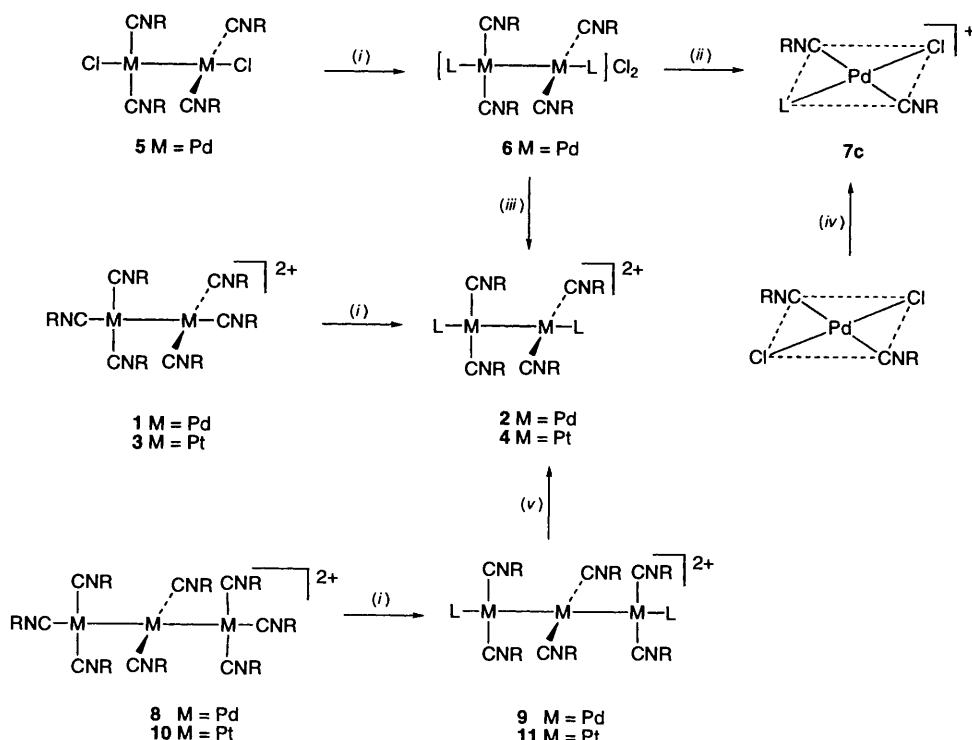 CNR
CNR
Cl
M
M
Cl
CNR
CNR
5 M = Pd
(i)
CNR
CNR
[
L
M
M
L
] Cl2
CNR
CNR
6 M = Pd
(ii)
] +
RNC
Cl
Pd
L
CNR
7c
(iii)
(iv)
] 2+
CNR
CNR
RNC
M
M
CNR
CNR
CNR
1 M = Pd
3 M = Pt
(i)
] 2+
CNR
CNR
L
M
M
L
CNR
CNR
2 M = Pd
4 M = Pt
RNC
Cl
Pd
Cl
CNR
(v)
] 2+
CNR
CNR
CNR
RNC
M
M
M
CNR
CNR
CNR
CNR
8 M = Pd
10 M = Pt
(i)
] 2+
CNR
CNR
CNR
L
M
M
M
L
CNR
CNR
CNR
9 M = Pd
11 M = Pt